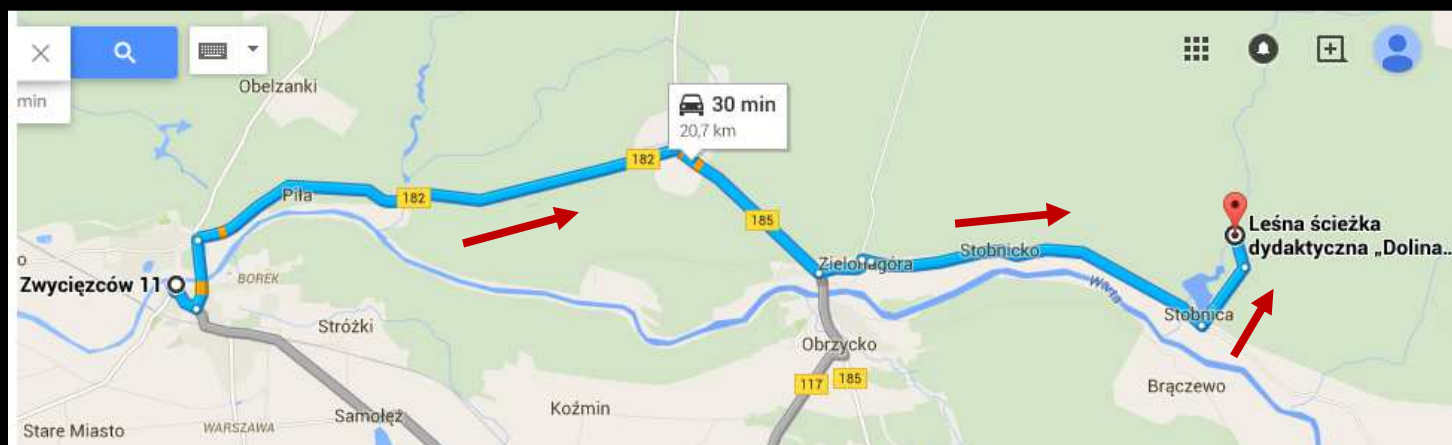 min
Obelzanki
30 min
20,7 km
182
Piła
182
185
Leśna ścieżka
dydaktyczna „Dolina...
Stobnicko
Zielonagóra
o
BOREK
Zwycięzców 11
Warta
Stobnica
Stróżki
Obrzycko
117
185
Brączewo
Koźmin
Samołęż
Stare Miasto
WARSZAWA